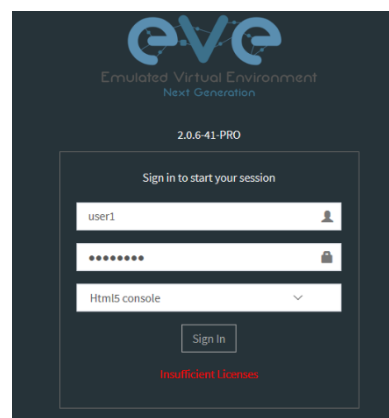 eve
Emulated Virtual Environment
Next Generation
2.0.6-41-PRO
Sign in to start your session
user1
••••••••
Html5 console
Sign In
Insufficient Licenses